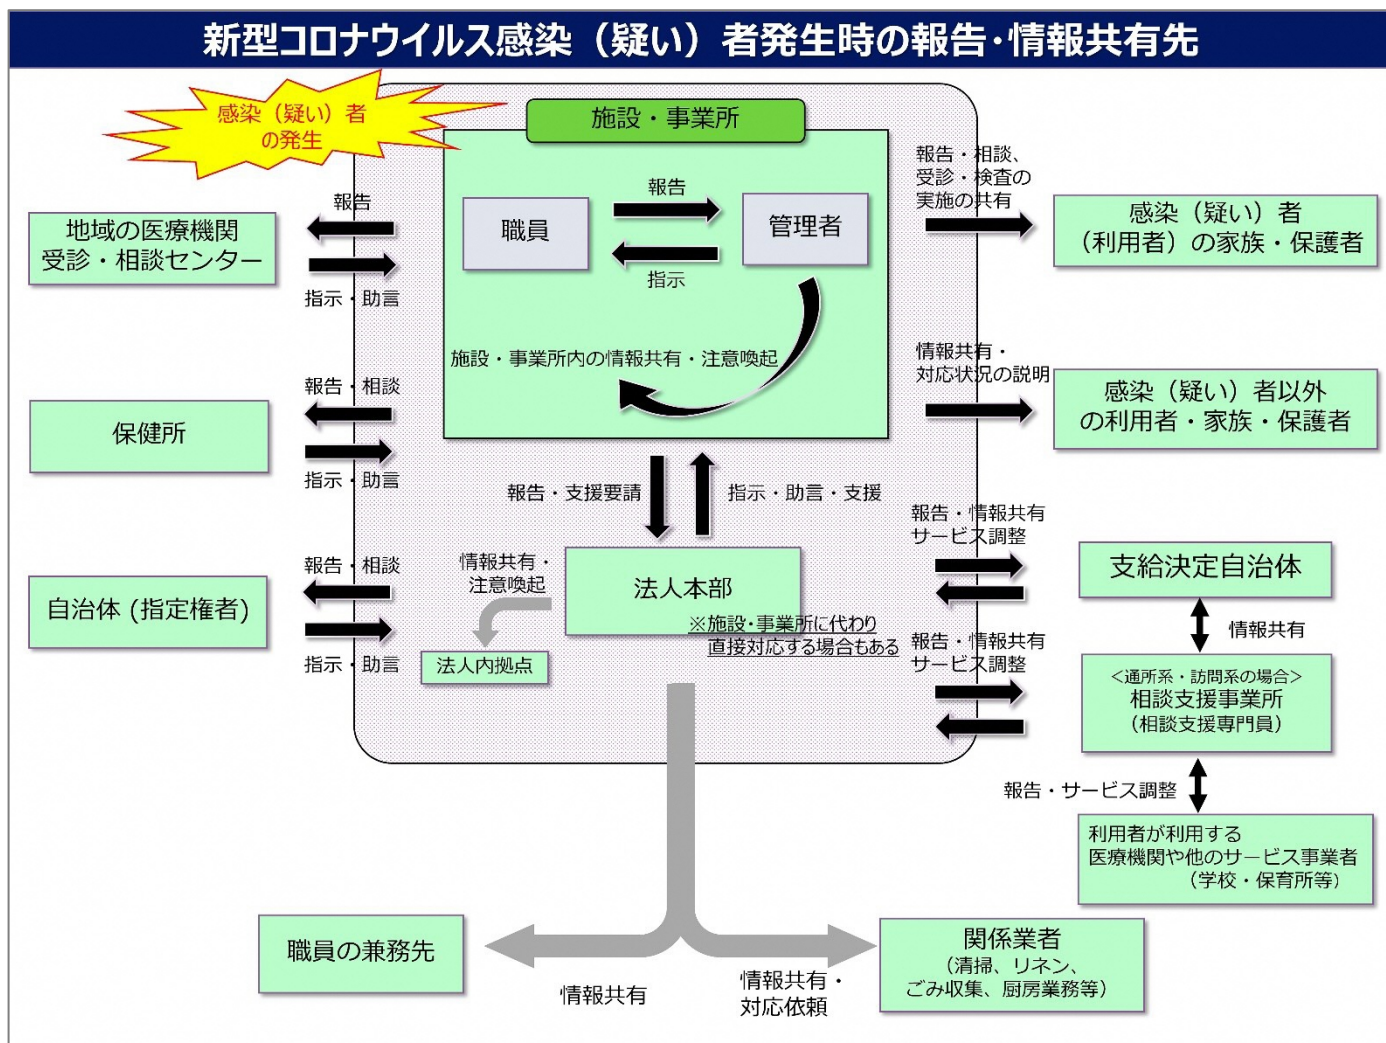 新型コロナウイルス感染（疑い）者発生時の報告・情報共有先
感染（疑い）者
の発生
施設・事業所
職員
報告
管理者
指示
施設・事業所内の情報共有・注意喚起
報告
地域の医療機関
受診・相談センター
指示・助言
報告・相談
保健所
指示・助言
報告・相談
自治体 (指定権者)
指示・助言
報告・相談、
受診・検査の
実施の共有
感染（疑い）者
（利用者）の家族・保護者
情報共有・
対応状況の説明
感染（疑い）者以外
の利用者・家族・保護者
報告・支援要請
指示・助言・支援
法人本部
※施設・事業所に代わり
直接対応する場合もある
情報共有・
注意喚起
法人内拠点
報告・情報共有
サービス調整
支給決定自治体
情報共有
報告・情報共有
サービス調整
＜通所系・訪問系の場合＞
相談支援事業所
（相談支援専門員）
報告・サービス調整
利用者が利用する
医療機関や他のサービス事業者
（学校・保育所等）
職員の兼務先
情報共有
情報共有・
対応依頼
関係業者
（清掃、リネン、
ごみ収集、厨房業務等）